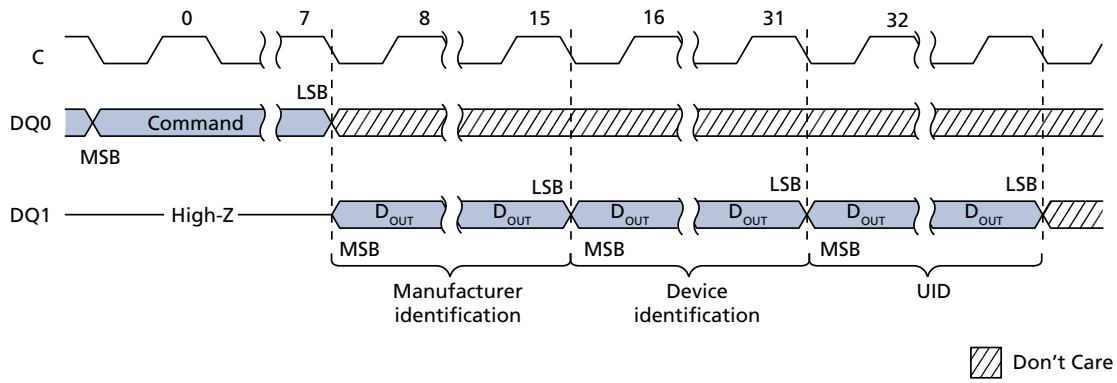 0 7 8 15 16 31 32
C
LSB
DQ0 Command
MSB
LSB LSB LSB
DQ1 High-Z DOUT DOUT DOUT DOUT DOUT DOUT
MSB MSB MSB
Manufacturer
identification
Device
identification
UID
Don't Care